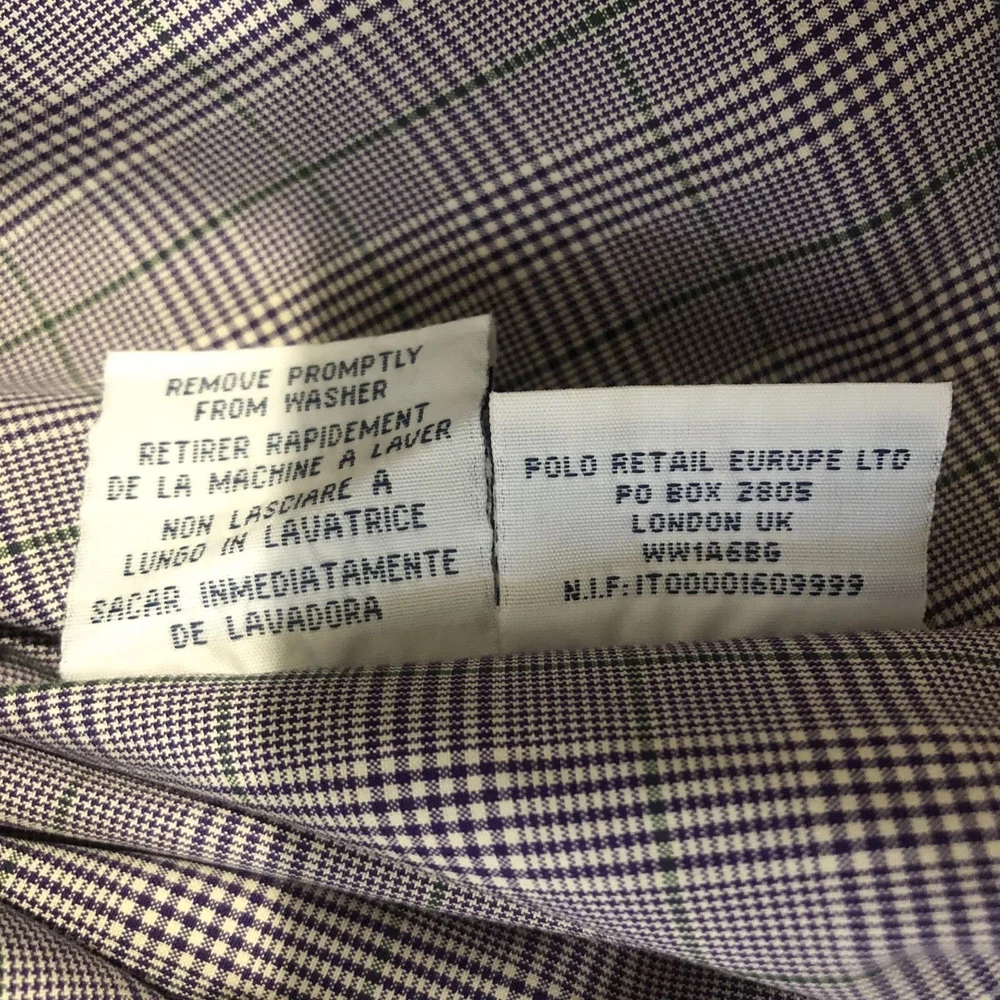 REMOVE PROMPTLY
FROM WASHER
RETIRER RAPIDEMENT
DE LA MACHINE A LAVER
NON LASCIARE A
LUNGO IN LAVATRICE
SACAR INMEDIATAMENTE
DE LAVADORA
POLO RETAIL EUROPE LTD
PO BOX 2805
LONDON UK
WW1A6BG
N.I.F: IT00001609999